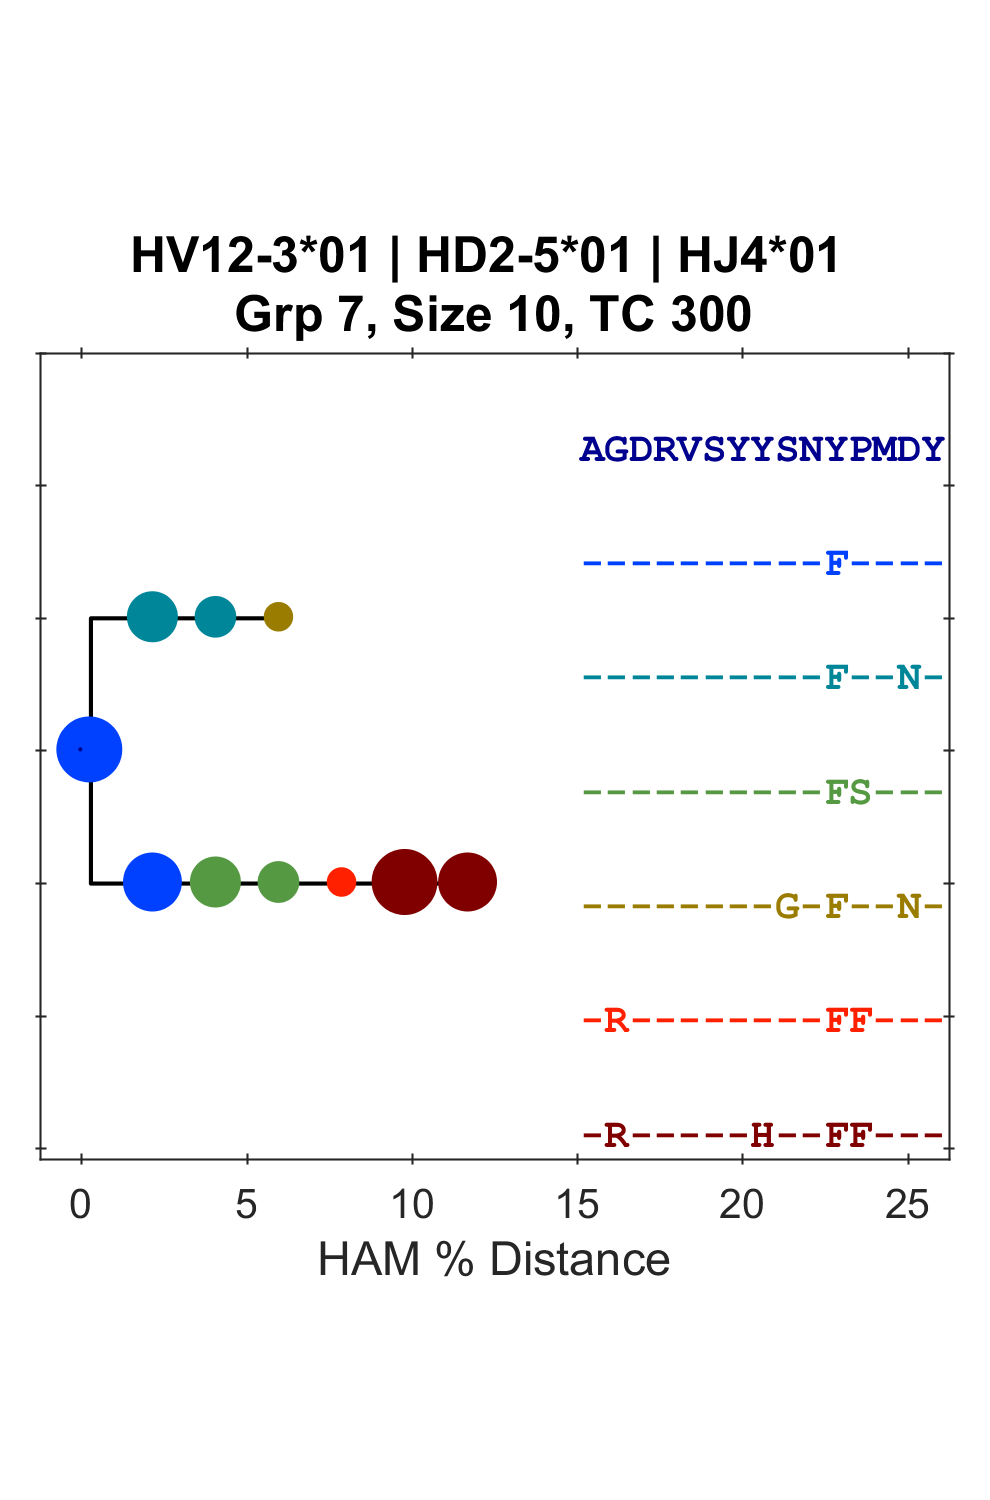 HV12-3*01 | HD2-5*01 | HJ4*01
Grp 7, Size 10, TC 300
AGDRVSYYSNYPMDY
----------F----
----------F--N-
----------FS---
--------G-F--N-
-R--------FF---
-R-----H--FF---
0 5 10 15 20 25
HAM % Distance